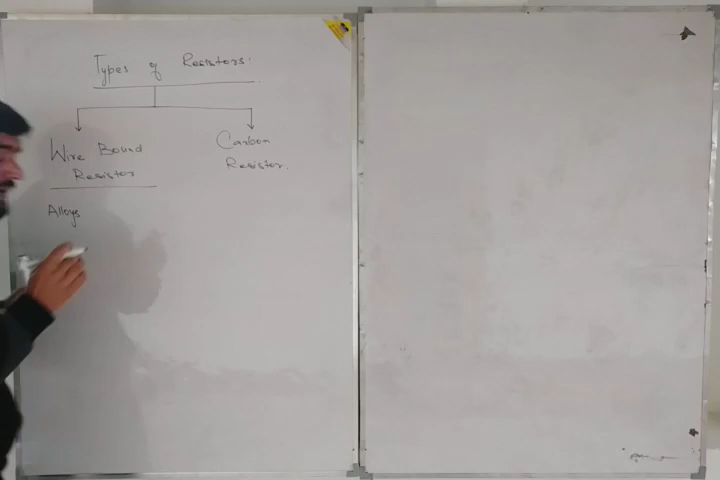 Types of Resistors:
Wire Bound
Resistor
Carbon
Resistor.
Alloys